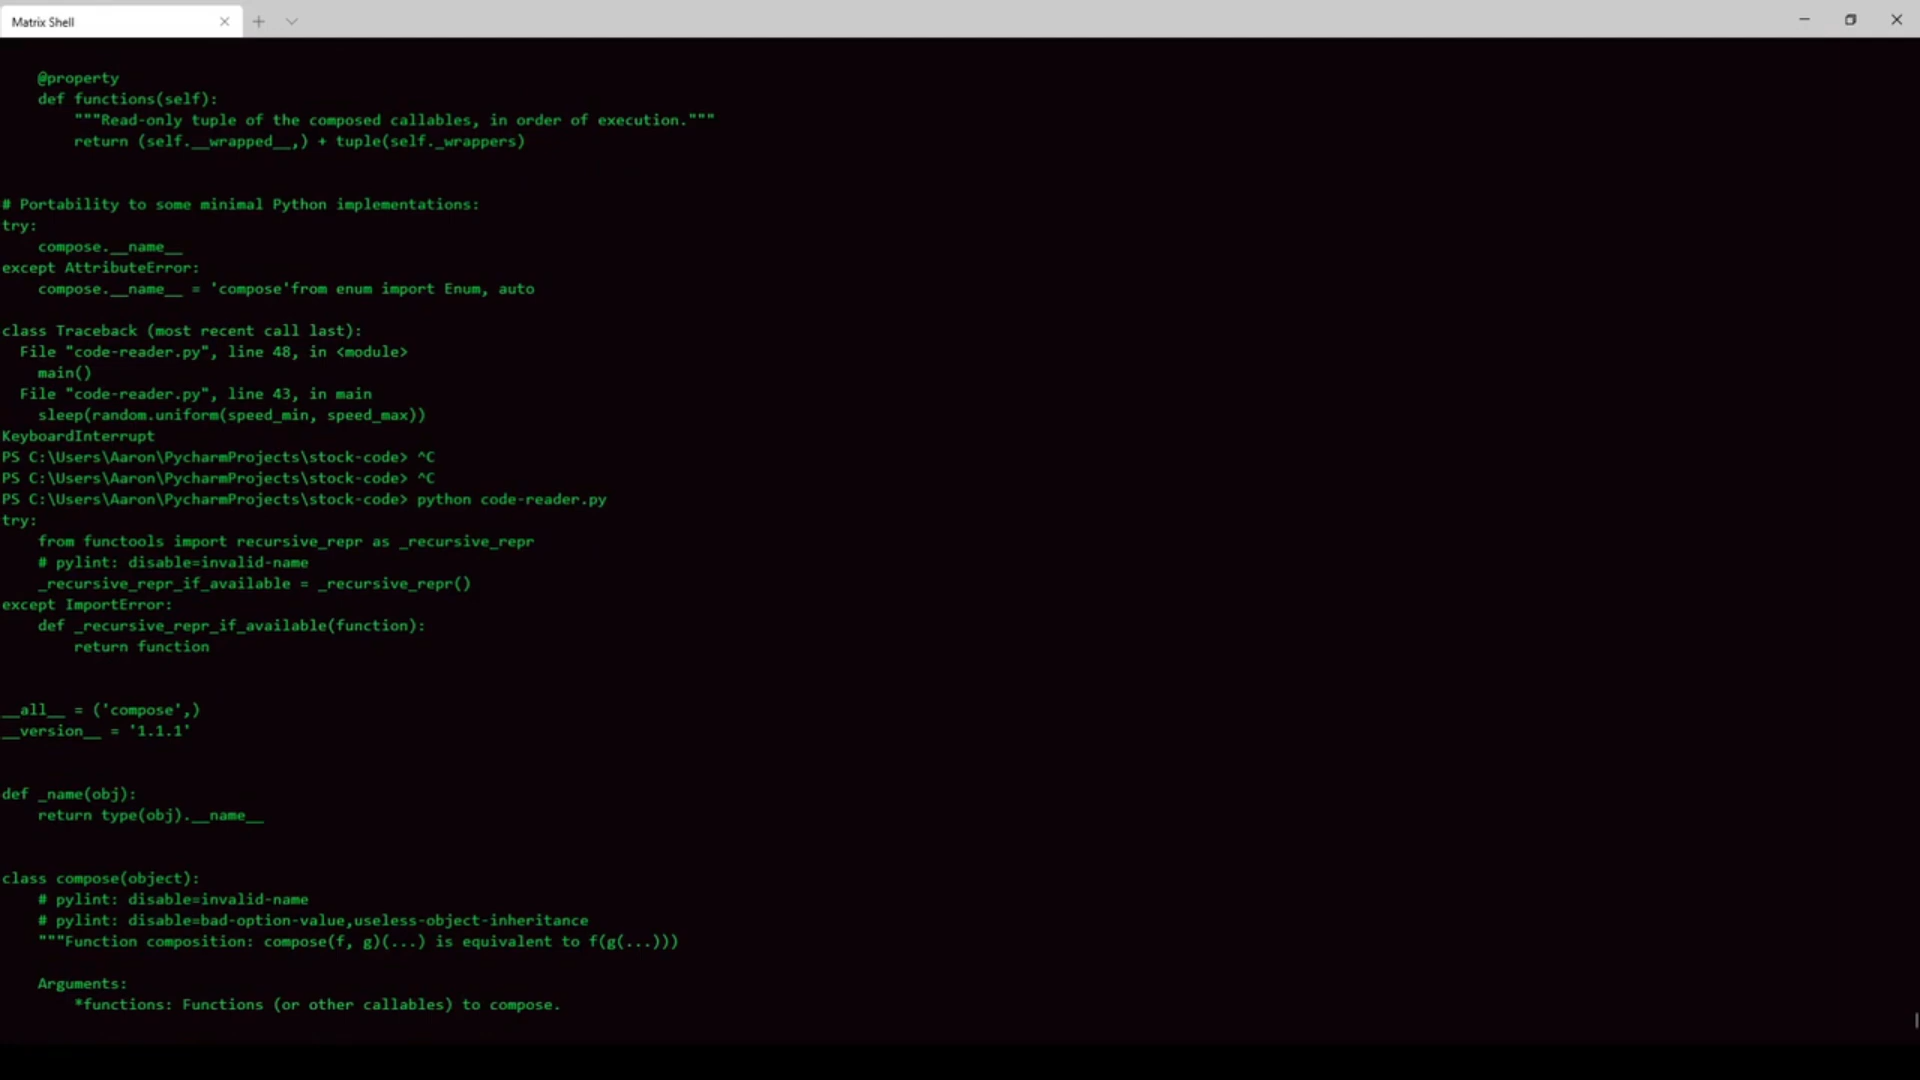 Matrix Shell
@property
def functions(self):
"""Read-only tuple of the composed callables, in order of execution."""
return (self.__wrapped__,) + tuple(self._wrappers)
# Portability to some minimal Python implementations:
try:
compose.__name__
except AttributeError:
compose.__name__ = 'compose'from enum import Enum, auto
class Traceback (most recent call last):
File "code-reader.py", line 48, in <module>
main()
File "code-reader.py", line 43, in main
sleep(random.uniform(speed_min, speed_max))
KeyboardInterrupt
PS C:\Users\Aaron\PycharmProjects\stock-code> ^C
PS C:\Users\Aaron\PycharmProjects\stock-code> ^C
PS C:\Users\Aaron\PycharmProjects\stock-code> python code-reader.py
try:
from functools import recursive_repr as _recursive_repr
# pylint: disable=invalid-name
_recursive_repr_if_available = _recursive_repr()
except ImportError:
def _recursive_repr_if_available(function):
return function
__all__ = ('compose',)
__version__ = '1.1.1'
def _name(obj):
return type(obj).__name__
class compose(object):
# pylint: disable=invalid-name
# pylint: disable=bad-option-value,useless-object-inheritance
"""Function composition: compose(f, g)(...) is equivalent to f(g(...)))
Arguments:
*functions: Functions (or other callables) to compose.